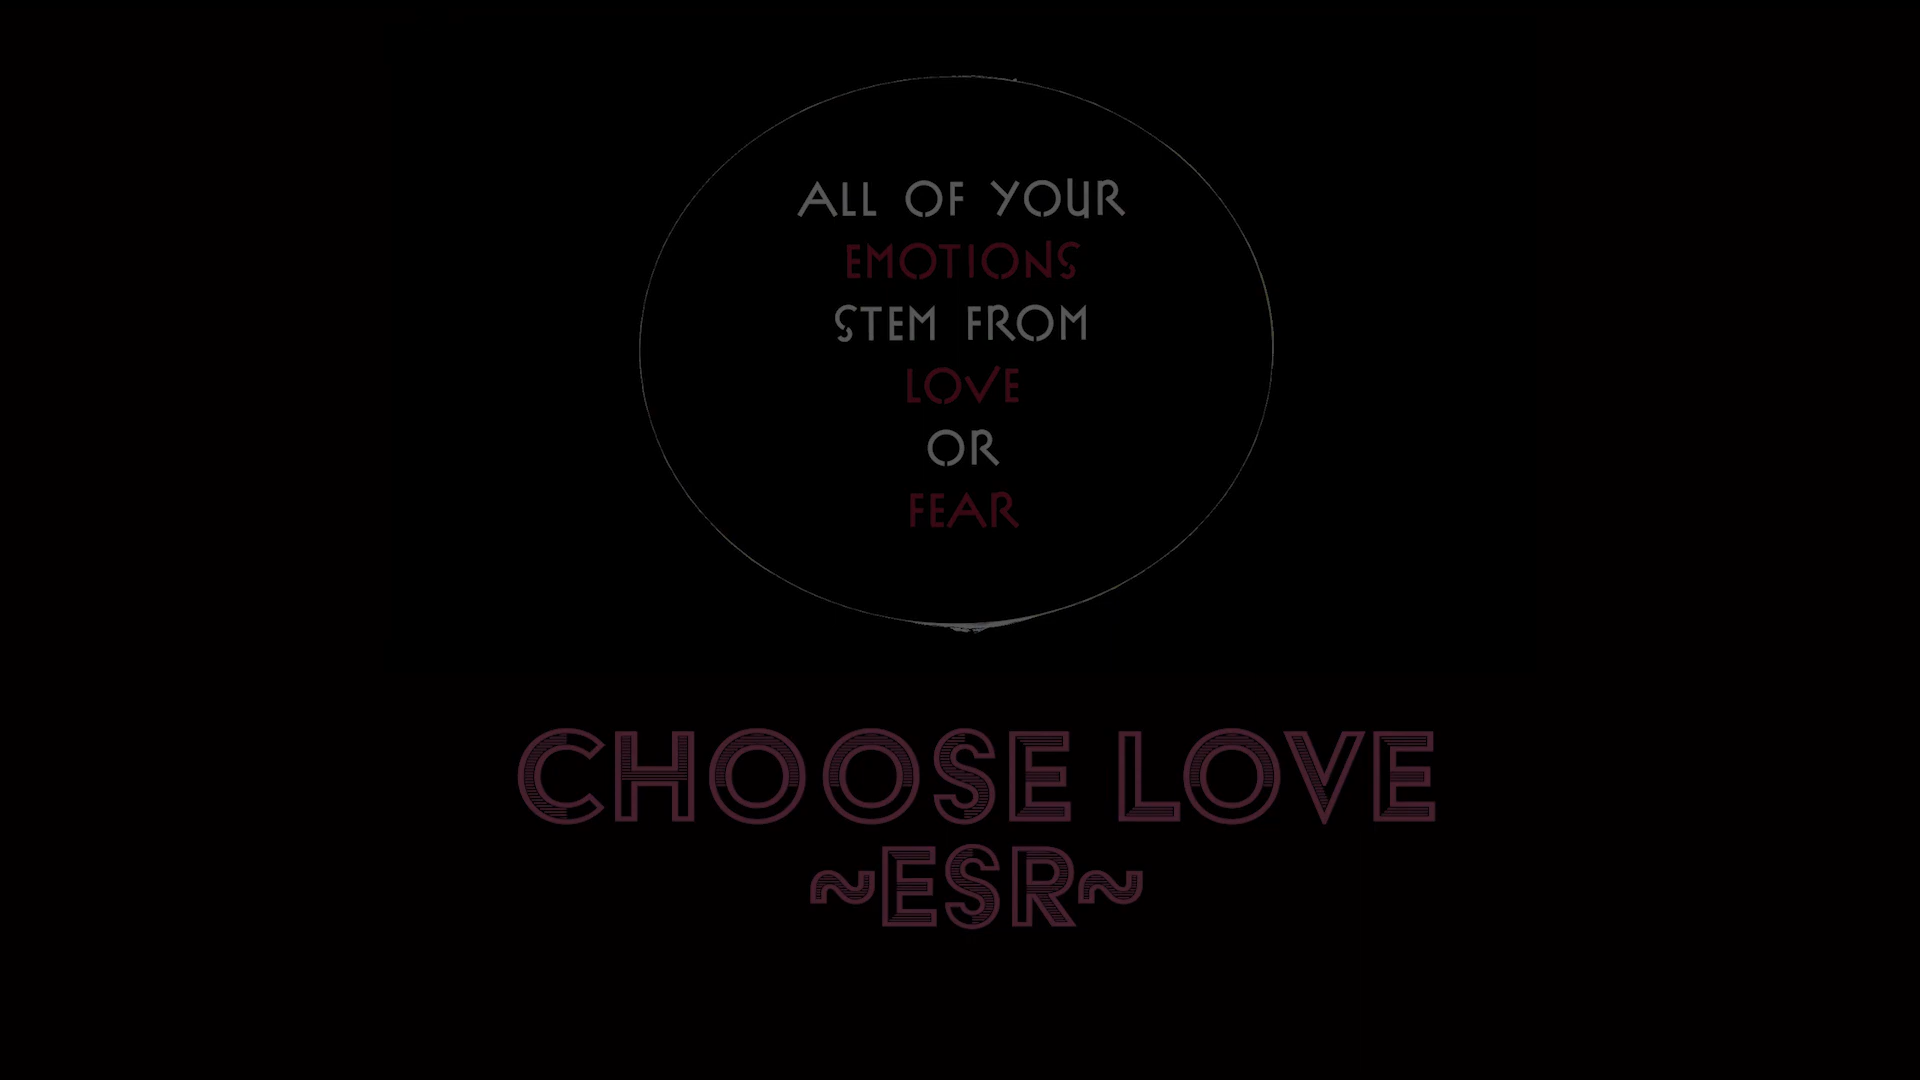 ALL OF YOUR
EMOTIONS
STEM FROM
LOVE
OR
FEAR
CHOOSE LOVE
~ESR~